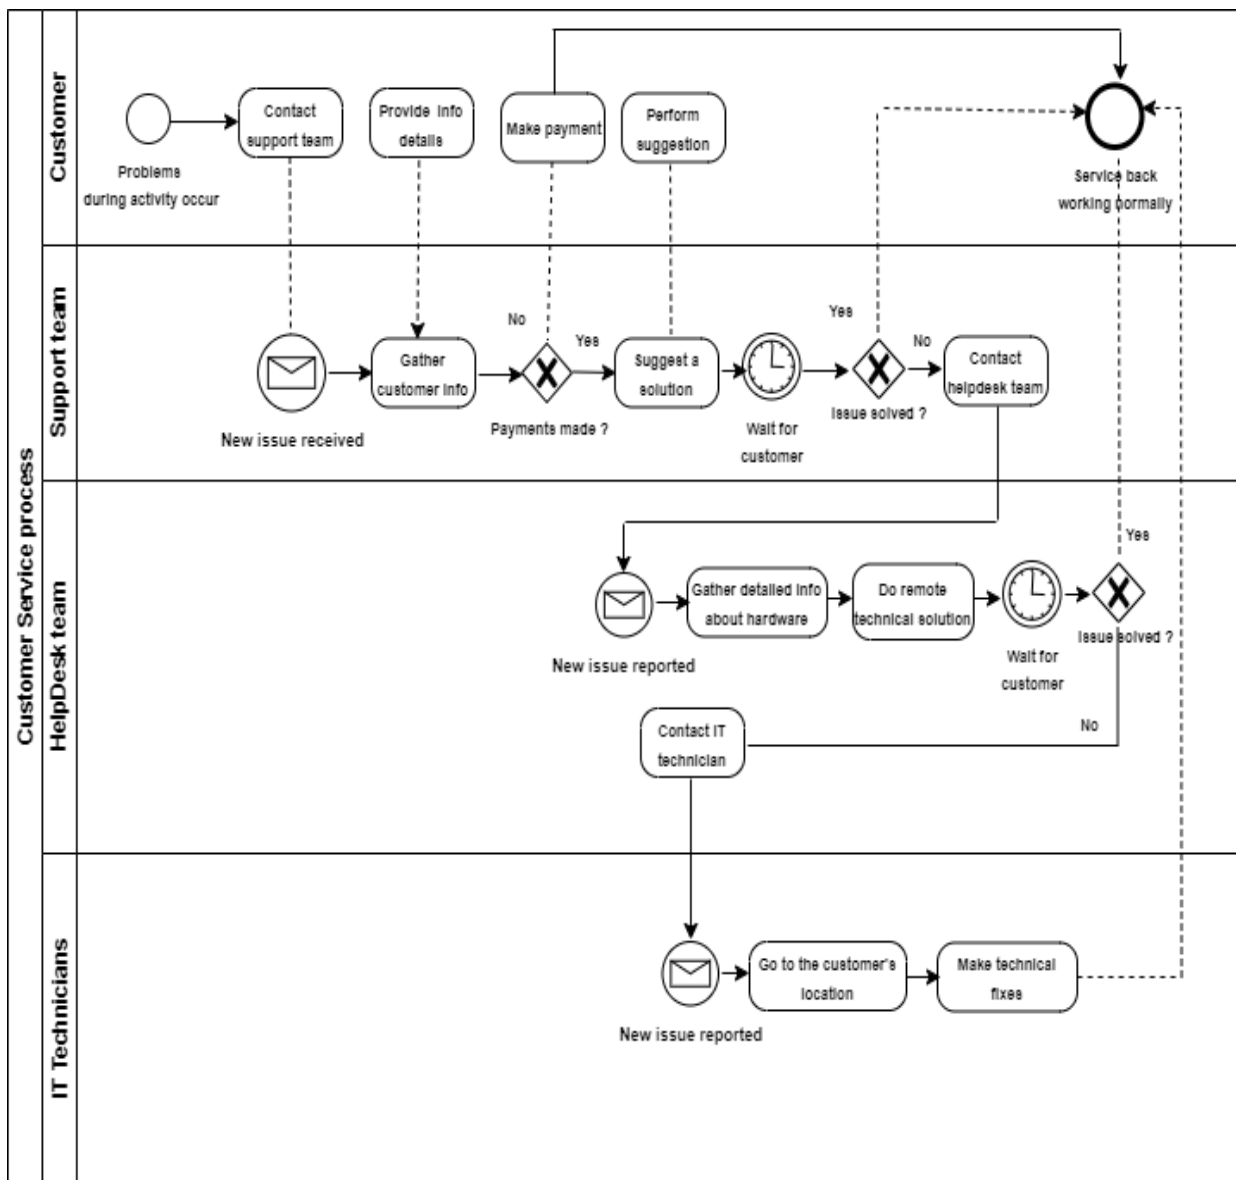 Customer Service process
Customer
Contact
support team
Provide info
details
Make payment
Perform
suggestion
Problems
during activity occur
Service back
working normally
Support team
New issue received
Gather
customer info
No
Yes
Payments made ?
Suggest a
solution
Wait for
customer
Yes
No
Issue solved ?
Contact
helpdesk team
HelpDesk team
New issue reported
Gather detailed info
about hardware
Do remote
technical solution
Wait for
customer
Yes
Issue solved ?
No
Contact IT
technician
IT Technicians
New issue reported
Go to the customer's
location
Make technical
fixes